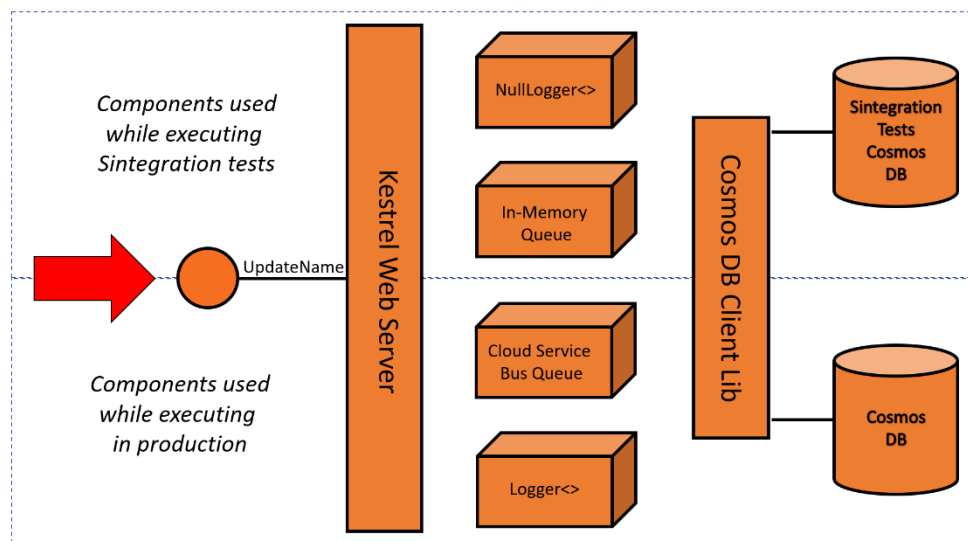 Components used
while executing
Sintegration tests
UpdateName
Components used
while executing
in production
Kestrel Web Server
NullLogger<>
In-Memory
Queue
Cloud Service
Bus Queue
Logger<>
Cosmos DB Client Lib
Sintegration
Tests
Cosmos
DB
Cosmos
DB